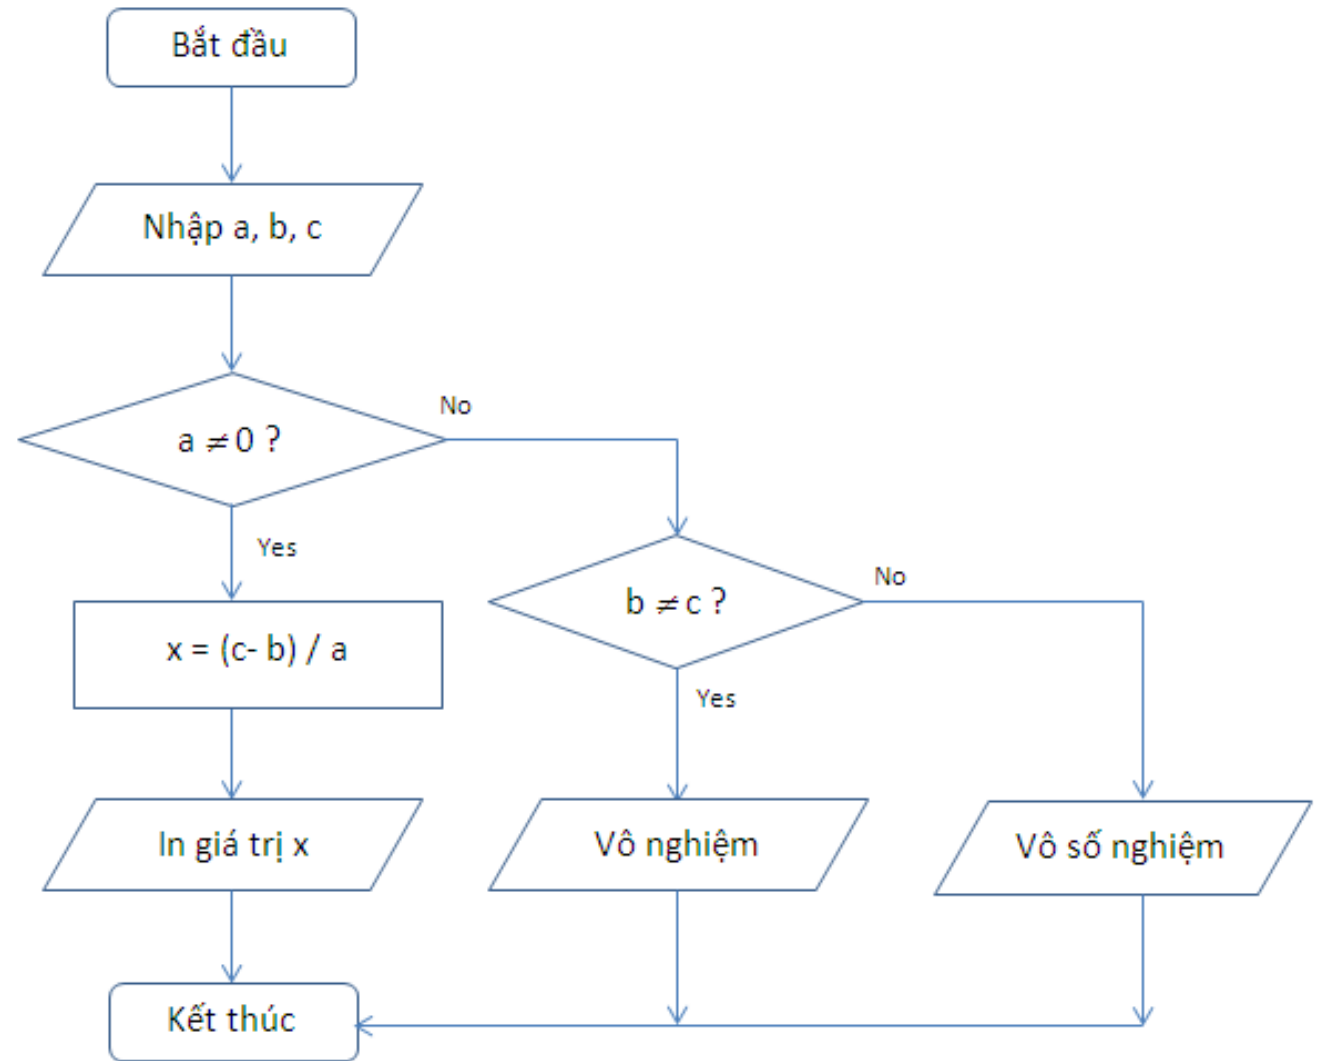 Bắt đầu
Nhập a, b, c
a ≠ 0 ?
No
Yes
x = (c- b) / a
b ≠ c ?
No
Yes
In giá trị x
Vô nghiệm
Vô số nghiệm
Kết thúc